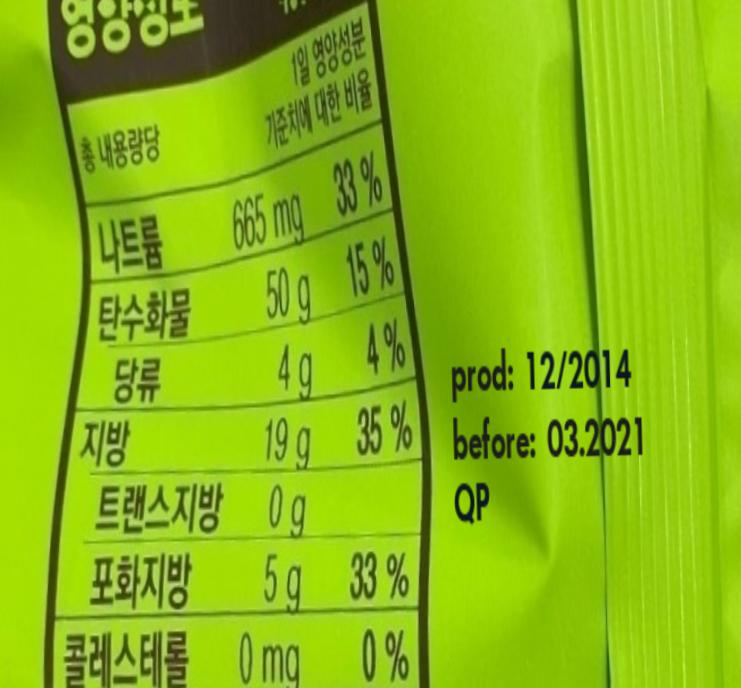 영양정보
1일 영양성분
기준치에 대한 비율
총 내용량당
나트륨 665 mg 33 %
탄수화물 50 g 15 %
당류 4 g 4 %
지방 19 g 35 %
트랜스지방 0 g
포화지방 5 g 33 %
콜레스테롤 0 mg 0 %
prod: 12/2014
before: 03.2021
QP